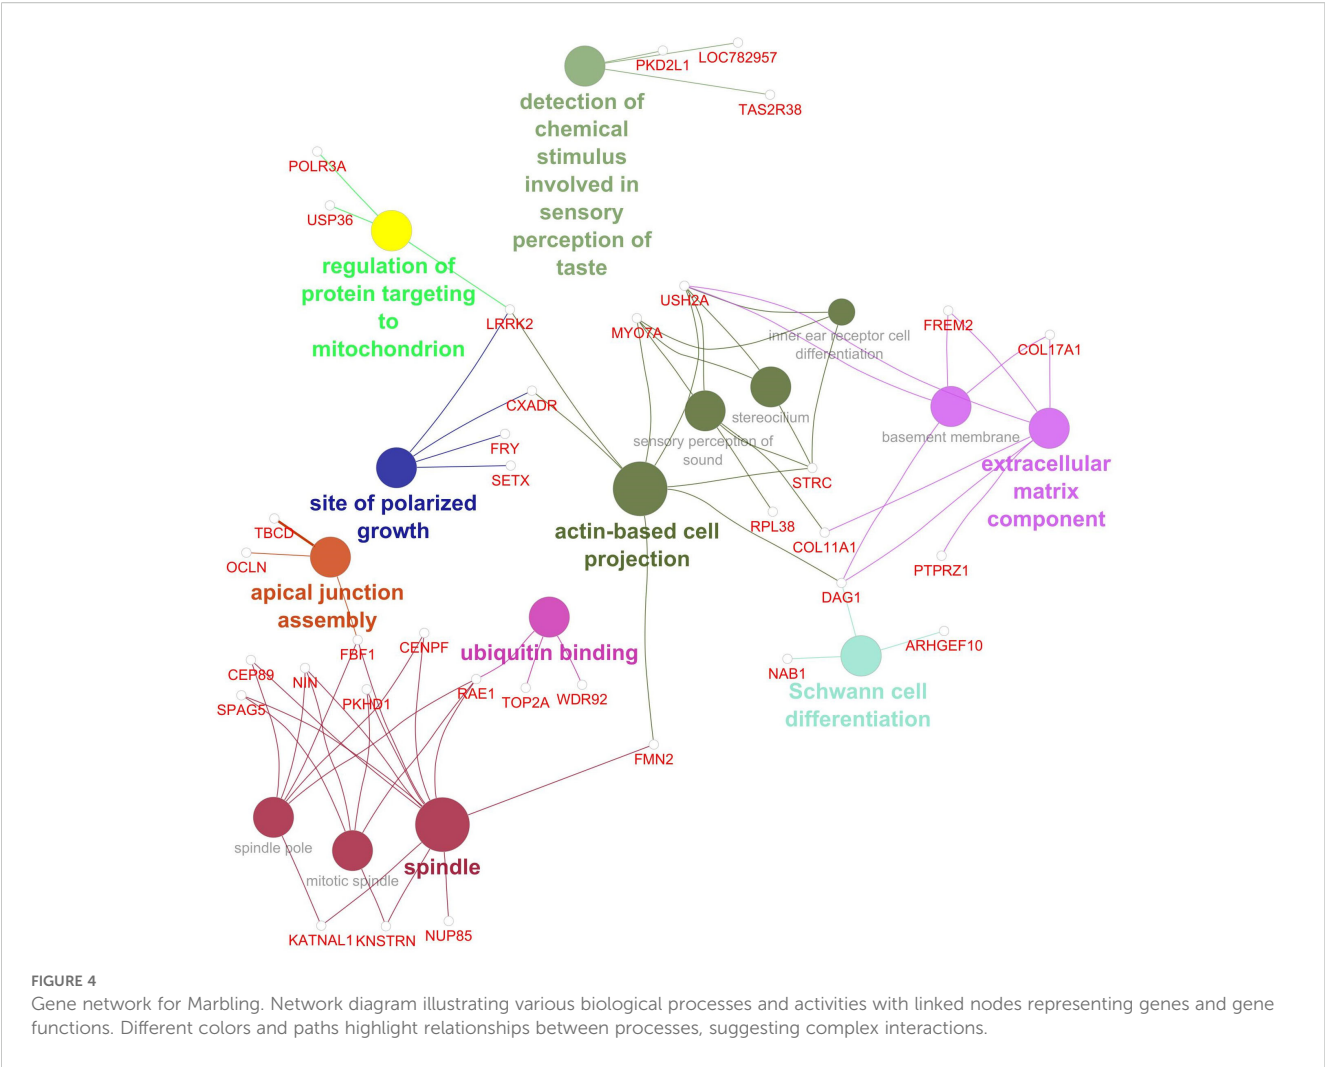 PKD2L1
LOC782957
TAS2R38
detection of
chemical
stimulus
involved in
sensory
perception of
taste
POLR3A
USP36
regulation of
protein targeting
to
mitochondrion
LRRK2
USH2A
MYO7A
inner ear receptor cell
differentiation
FREM2
COL17A1
CXADR
stereocilium
sensory perception of
sound
basement membrane
FRY
SETX
STRC
extracellular
matrix
component
site of polarized
growth
actin-based cell
projection
RPL38
COL11A1
PTPRZ1
TBCD
OCLN
apical junction
assembly
DAG1
FBF1
CENPF
ubiquitin binding
ARHGEF10
NAB1
CEP89
NIN
SPAG5
PKHD1
RAE1
TOP2A
WDR92
Schwann cell
differentiation
FMN2
spindle pole
mitotic spindle
spindle
KATNAL1
KNSTRN
NUP85
FIGURE 4
Gene network for Marbling. Network diagram illustrating various biological processes and activities with linked nodes representing genes and gene
functions. Different colors and paths highlight relationships between processes, suggesting complex interactions.